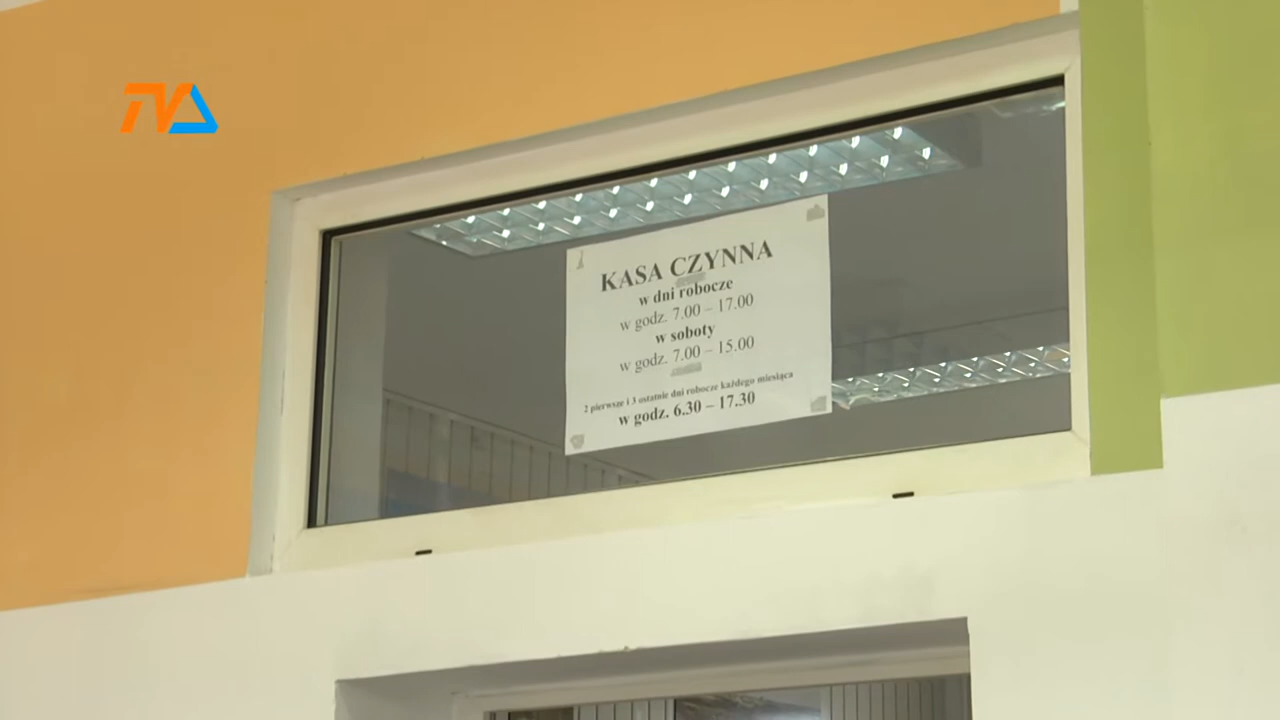 TVA
KASA CZYNNA
w dni robocze
w godz. 7.00 – 17.00
w soboty
w godz. 7.00 – 15.00
2 pierwsze i 3 ostatnie dni robocze każdego miesiąca
w godz. 6.30 – 17.30